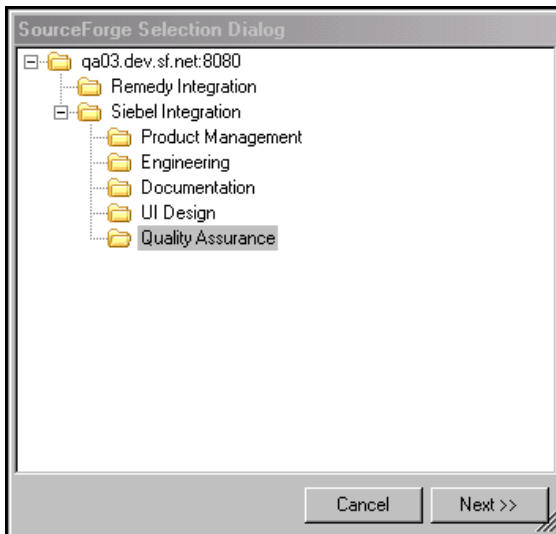 SourceForge Selection Dialog
qa03.dev.sf.net:8080
Remedy Integration
Siebel Integration
Product Management
Engineering
Documentation
UI Design
Quality Assurance
Cancel Next >>